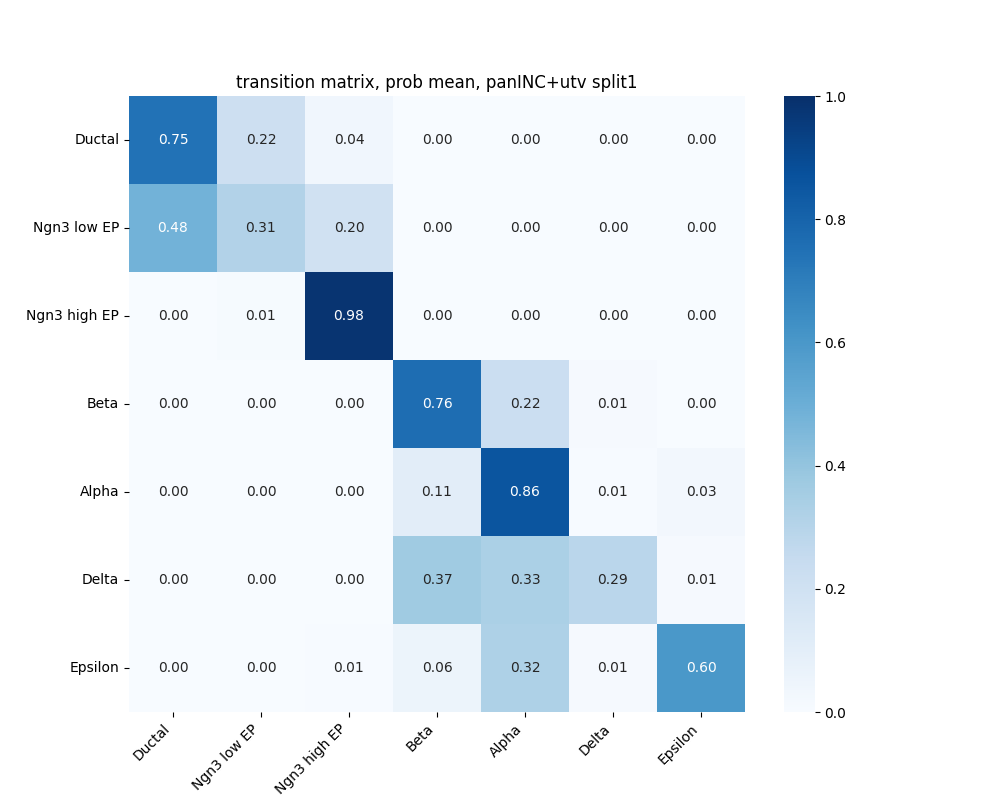 transition matrix, prob mean, panINC+utv split1
Ductal 0.75 0.22 0.04 0.00 0.00 0.00 0.00
Ngn3 low EP 0.48 0.31 0.20 0.00 0.00 0.00 0.00
Ngn3 high EP 0.00 0.01 0.98 0.00 0.00 0.00 0.00
Beta 0.00 0.00 0.00 0.76 0.22 0.01 0.00
Alpha 0.00 0.00 0.00 0.11 0.86 0.01 0.03
Delta 0.00 0.00 0.00 0.37 0.33 0.29 0.01
Epsilon 0.00 0.00 0.01 0.06 0.32 0.01 0.60
Ductal Ngn3 low EP Ngn3 high EP Beta Alpha Delta Epsilon
1.0
0.8
0.6
0.4
0.2
0.0